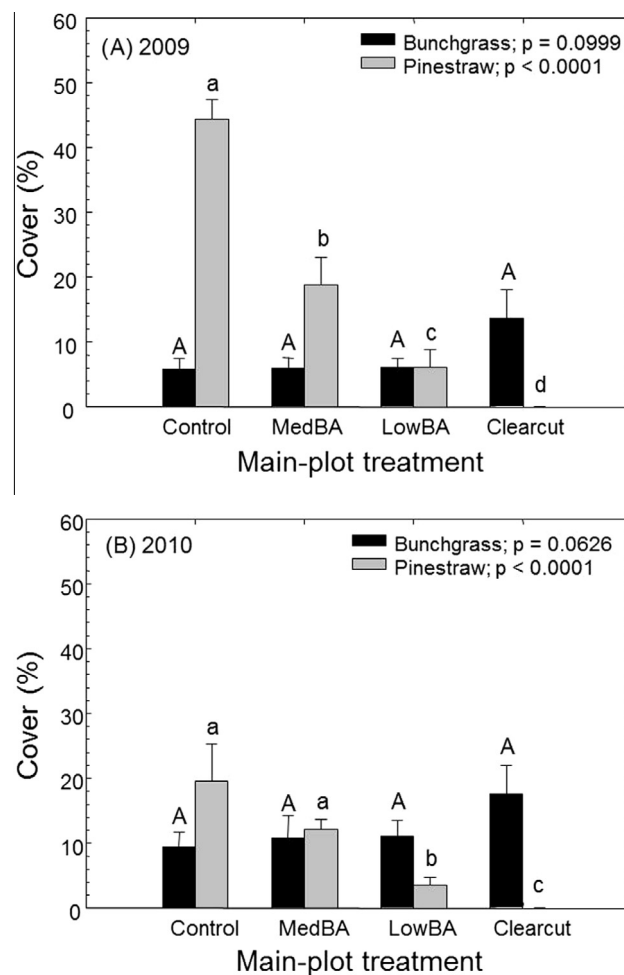 60
(A) 2009
Bunchgrass; p = 0.0999
Pinestraw; p < 0.0001
a
50
40
Cover (%)
30
b
20
A
10
A
A
A
c
d
0
Control
MedBA
LowBA
Clearcut
Main-plot treatment
60
(B) 2010
Bunchgrass; p = 0.0626
Pinestraw; p < 0.0001
50
40
Cover (%)
30
a
A
20
A
A
a
A
10
b
c
0
Control
MedBA
LowBA
Clearcut
Main-plot treatment